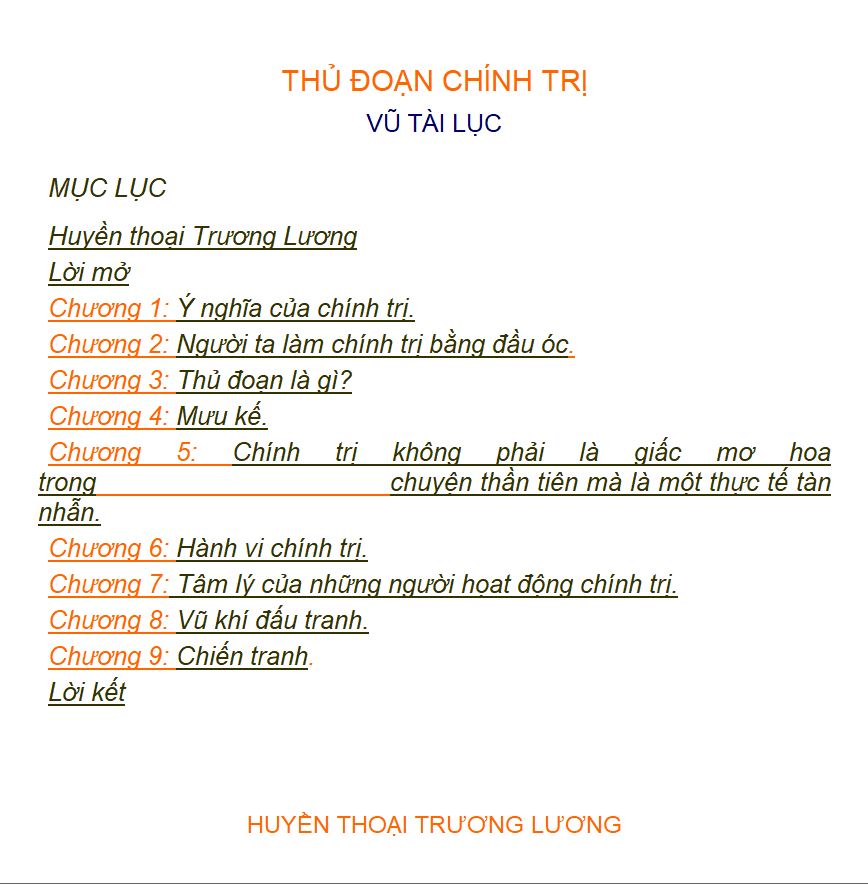 THỦ ĐOẠN CHÍNH TRỊ
VŨ TÀI LỤC
MỤC LỤC
Huyền thoại Trương Lương
Lời mở
Chương 1: Ý nghĩa của chính trị.
Chương 2: Người ta làm chính trị bằng đầu óc.
Chương 3: Thủ đoạn là gì?
Chương 4: Mưu kế.
Chương 5: Chính trị không phải là giấc mơ hoa
trong chuyện thần tiên mà là một thực tế tàn
nhẫn.
Chương 6: Hành vi chính trị.
Chương 7: Tâm lý của những người họat động chính trị.
Chương 8: Vũ khí đấu tranh.
Chương 9: Chiến tranh.
Lời kết
HUYỀN THOẠI TRƯƠNG LƯƠNG